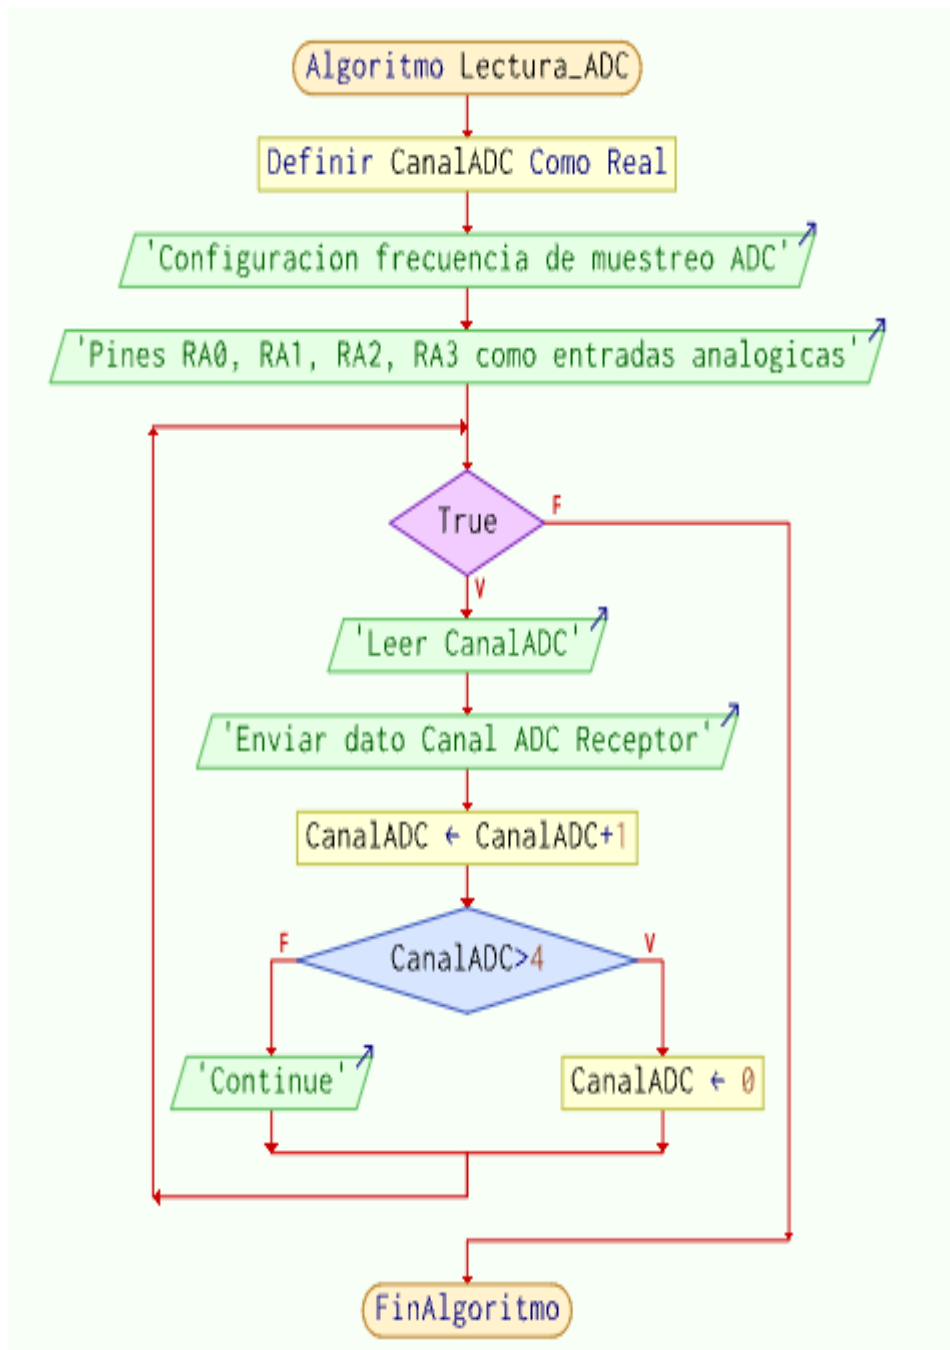 Algoritmo Lectura_ADC
Definir CanalADC Como Real
'Configuracion frecuencia de muestreo ADC'
'Pines RA0, RA1, RA2, RA3 como entradas analogicas'
True
F
V
'Leer CanalADC'
'Enviar dato Canal ADC Receptor'
CanalADC ← CanalADC+1
F
CanalADC>4
V
'Continue'
CanalADC ← 0
FinAlgoritmo